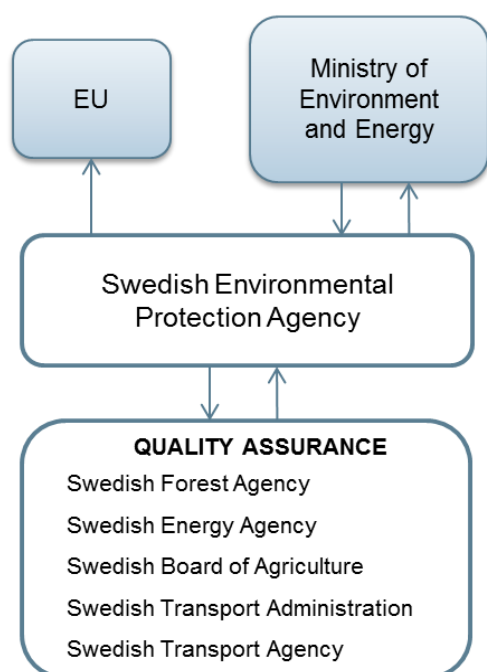 EU
Ministry of
Environment
and Energy
Swedish Environmental
Protection Agency
QUALITY ASSURANCE
Swedish Forest Agency
Swedish Energy Agency
Swedish Board of Agriculture
Swedish Transport Administration
Swedish Transport Agency